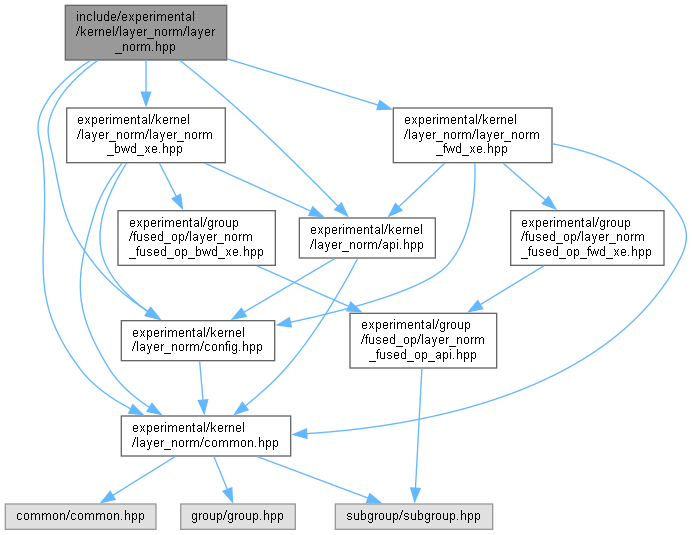 include/experimental
/kernel/layer_norm/layer
_norm.hpp
experimental/kernel
/layer_norm/layer_norm
_bwd_xe.hpp
experimental/kernel
/layer_norm/layer_norm
_fwd_xe.hpp
experimental/group
/fused_op/layer_norm
_fused_op_bwd_xe.hpp
experimental/kernel
/layer_norm/api.hpp
experimental/group
/fused_op/layer_norm
_fused_op_fwd_xe.hpp
experimental/kernel
/layer_norm/config.hpp
experimental/group
/fused_op/layer_norm
_fused_op_api.hpp
experimental/kernel
/layer_norm/common.hpp
common/common.hpp
group/group.hpp
subgroup/subgroup.hpp